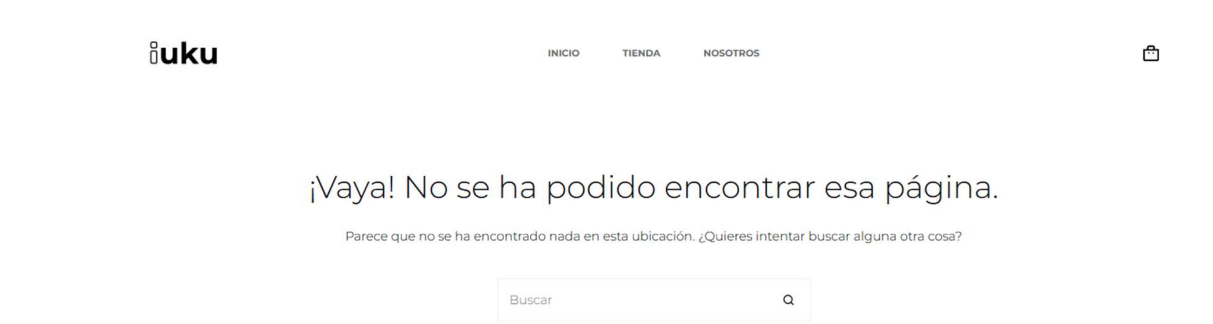 iuku
INICIO TIENDA NOSOTROS
¡Vaya! No se ha podido encontrar esa página.
Parece que no se ha encontrado nada en esta ubicación. ¿Quieres intentar buscar alguna otra cosa?
Buscar